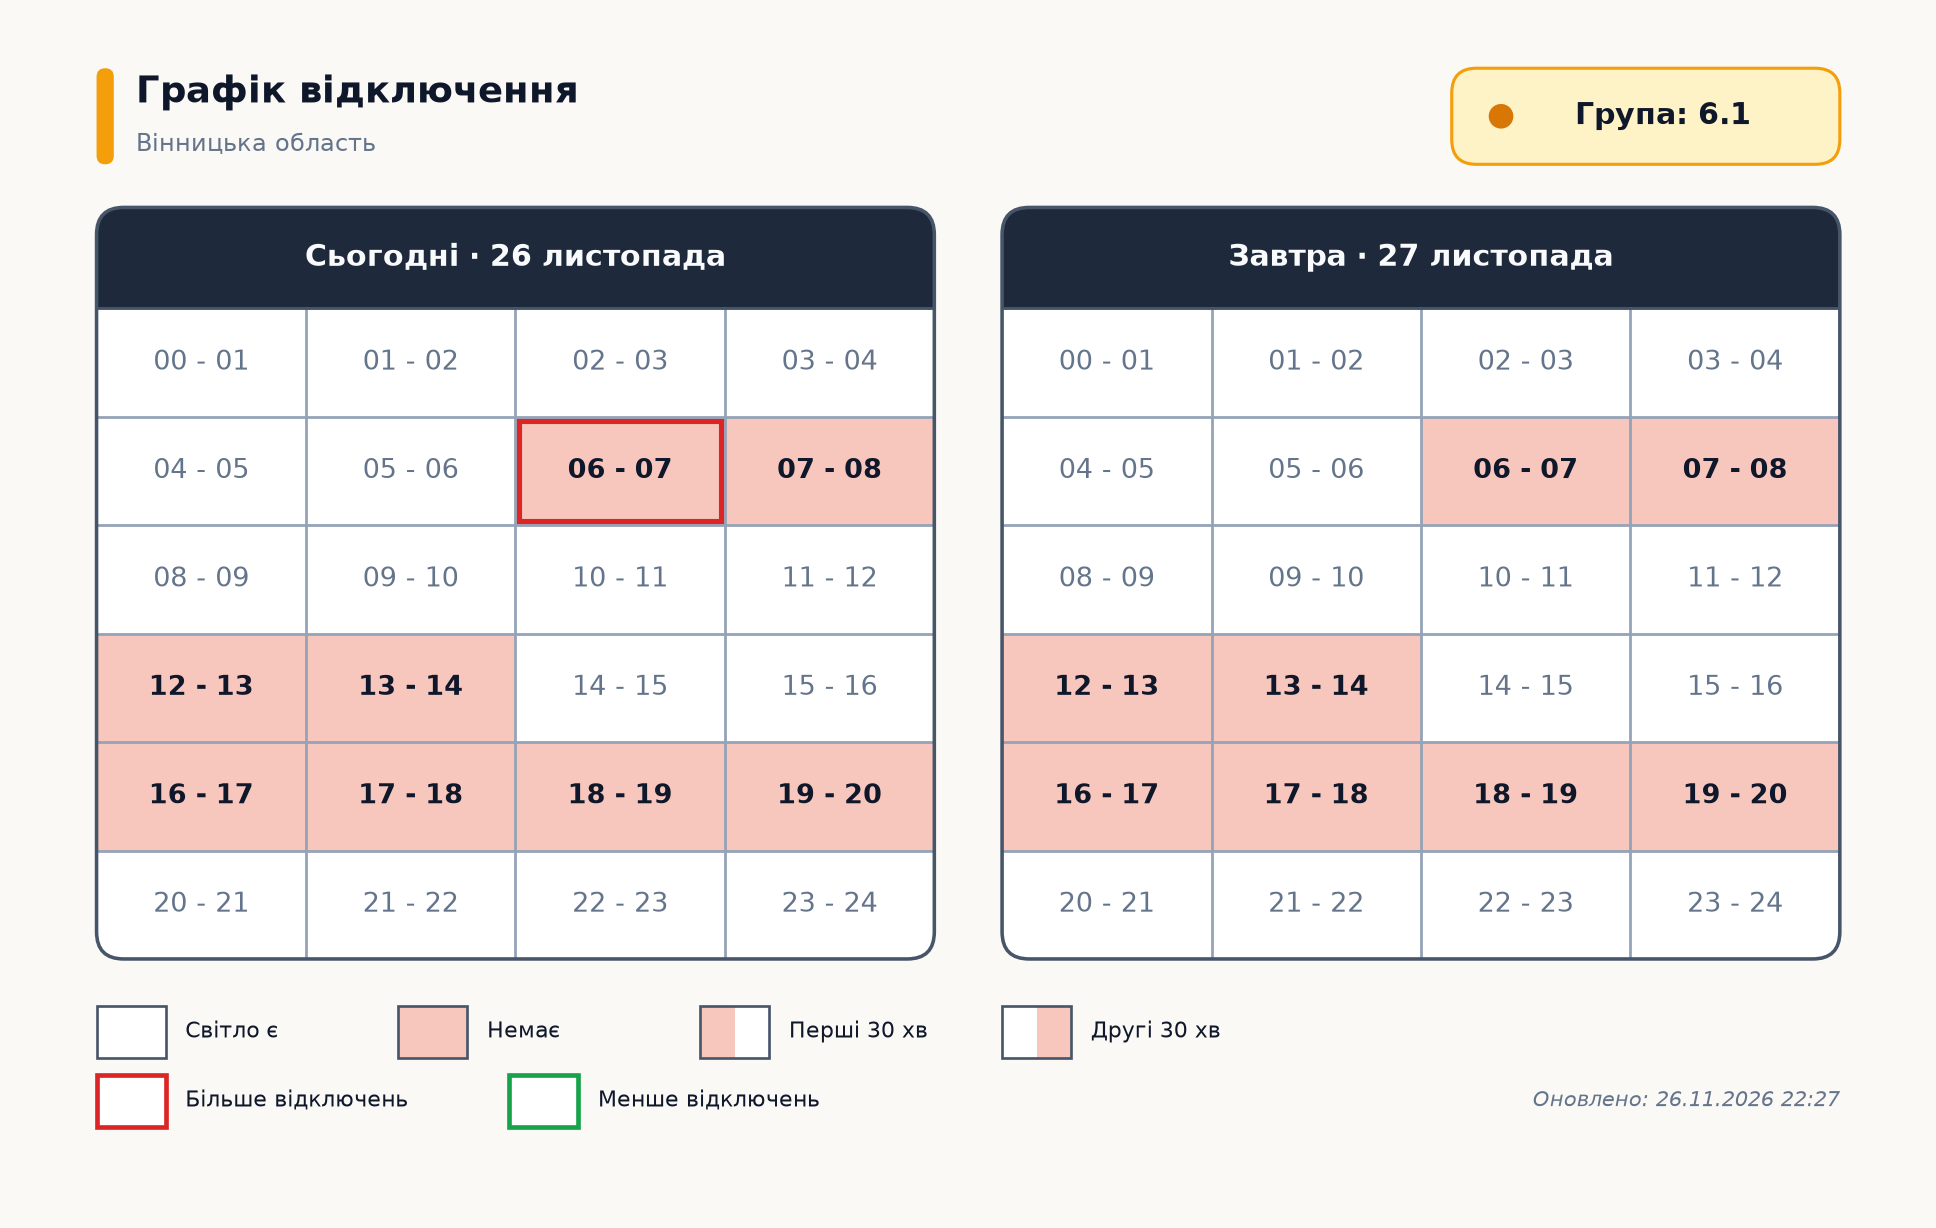 Графік відключення
Вінницька область
Група: 6.1
Сьогодні · 26 листопада
00 - 01 01 - 02 02 - 03 03 - 04
04 - 05 05 - 06 06 - 07 07 - 08
08 - 09 09 - 10 10 - 11 11 - 12
12 - 13 13 - 14 14 - 15 15 - 16
16 - 17 17 - 18 18 - 19 19 - 20
20 - 21 21 - 22 22 - 23 23 - 24
Завтра · 27 листопада
00 - 01 01 - 02 02 - 03 03 - 04
04 - 05 05 - 06 06 - 07 07 - 08
08 - 09 09 - 10 10 - 11 11 - 12
12 - 13 13 - 14 14 - 15 15 - 16
16 - 17 17 - 18 18 - 19 19 - 20
20 - 21 21 - 22 22 - 23 23 - 24
Світло є Немає Перші 30 хв Другі 30 хв
Більше відключень Менше відключень
Оновлено: 26.11.2026 22:27